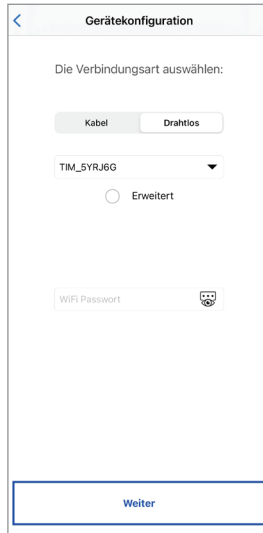 Gerätekonfiguration
Die Verbindungsart auswählen:
Kabel Drahtlos
TIM_5YRJ6G
Erweitert
WiFi Passwort
Weiter